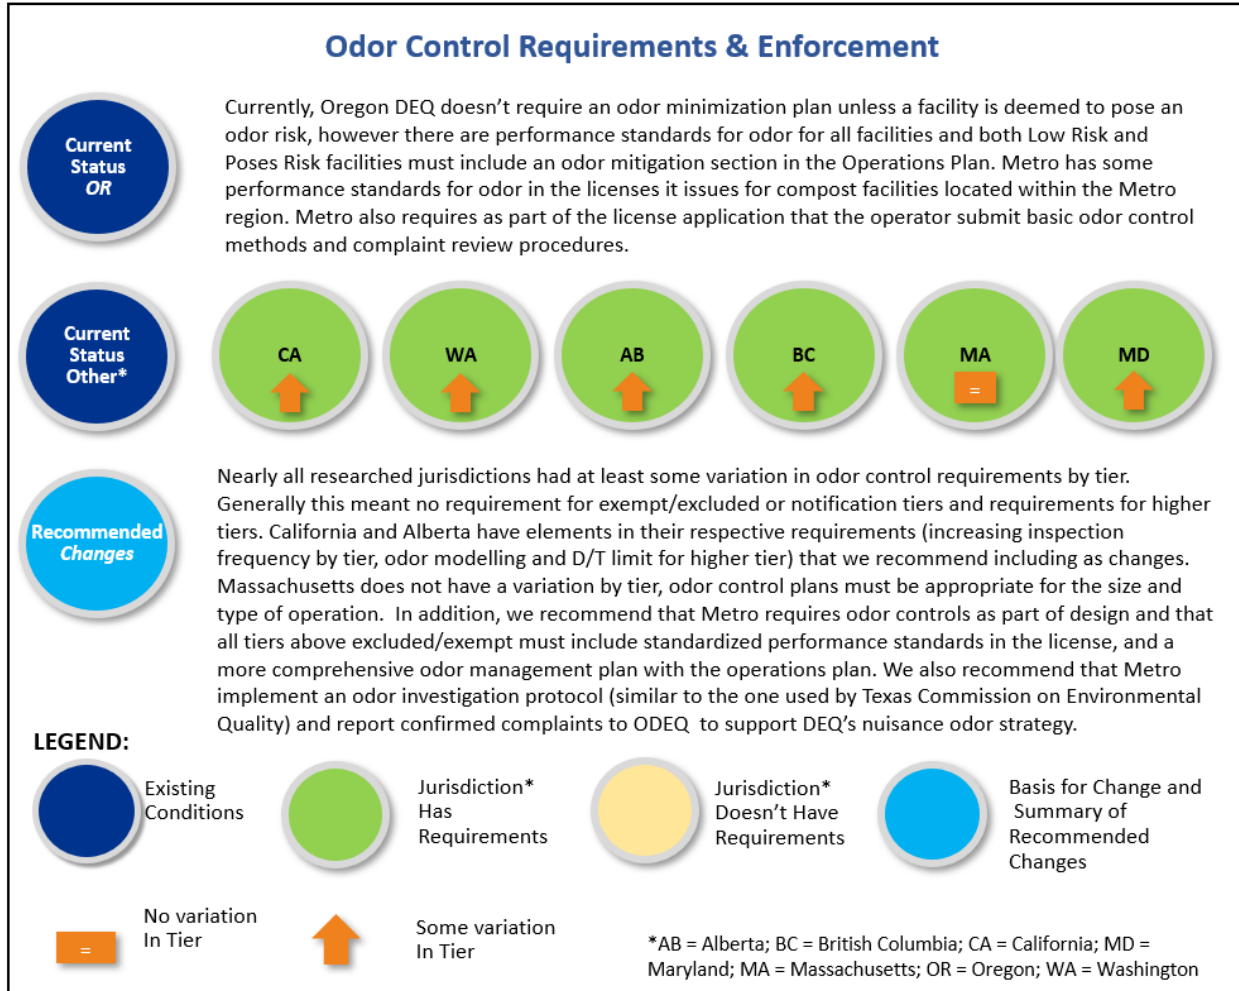 Odor Control Requirements & Enforcement
Current
Status
OR
Currently, Oregon DEQ doesn’t require an odor minimization plan unless a facility is deemed to pose an
odor risk, however there are performance standards for odor for all facilities and both Low Risk and
Poses Risk facilities must include an odor mitigation section in the Operations Plan. Metro has some
performance standards for odor in the licenses it issues for compost facilities located within the Metro
region. Metro also requires as part of the license application that the operator submit basic odor control
methods and complaint review procedures.
Current
Status
Other*
CA
WA
AB
BC
MA
=
MD
Recommended
Changes
Nearly all researched jurisdictions had at least some variation in odor control requirements by tier.
Generally this meant no requirement for exempt/excluded or notification tiers and requirements for higher
tiers. California and Alberta have elements in their respective requirements (increasing inspection
frequency by tier, odor modelling and D/T limit for higher tier) that we recommend including as changes.
Massachusetts does not have a variation by tier, odor control plans must be appropriate for the size and
type of operation.  In addition, we recommend that Metro requires odor controls as part of design and that
all tiers above excluded/exempt must include standardized performance standards in the license, and a
more comprehensive odor management plan with the operations plan. We also recommend that Metro
implement an odor investigation protocol (similar to the one used by Texas Commission on Environmental
Quality) and report confirmed complaints to ODEQ  to support DEQ’s nuisance odor strategy.
LEGEND:
Existing
Conditions
Jurisdiction*
Has
Requirements
Jurisdiction*
Doesn’t Have
Requirements
Basis for Change and
Summary of
Recommended
Changes
=
No variation
In Tier
Some variation
In Tier
*AB = Alberta; BC = British Columbia; CA = California; MD =
Maryland; MA = Massachusetts; OR = Oregon; WA = Washington